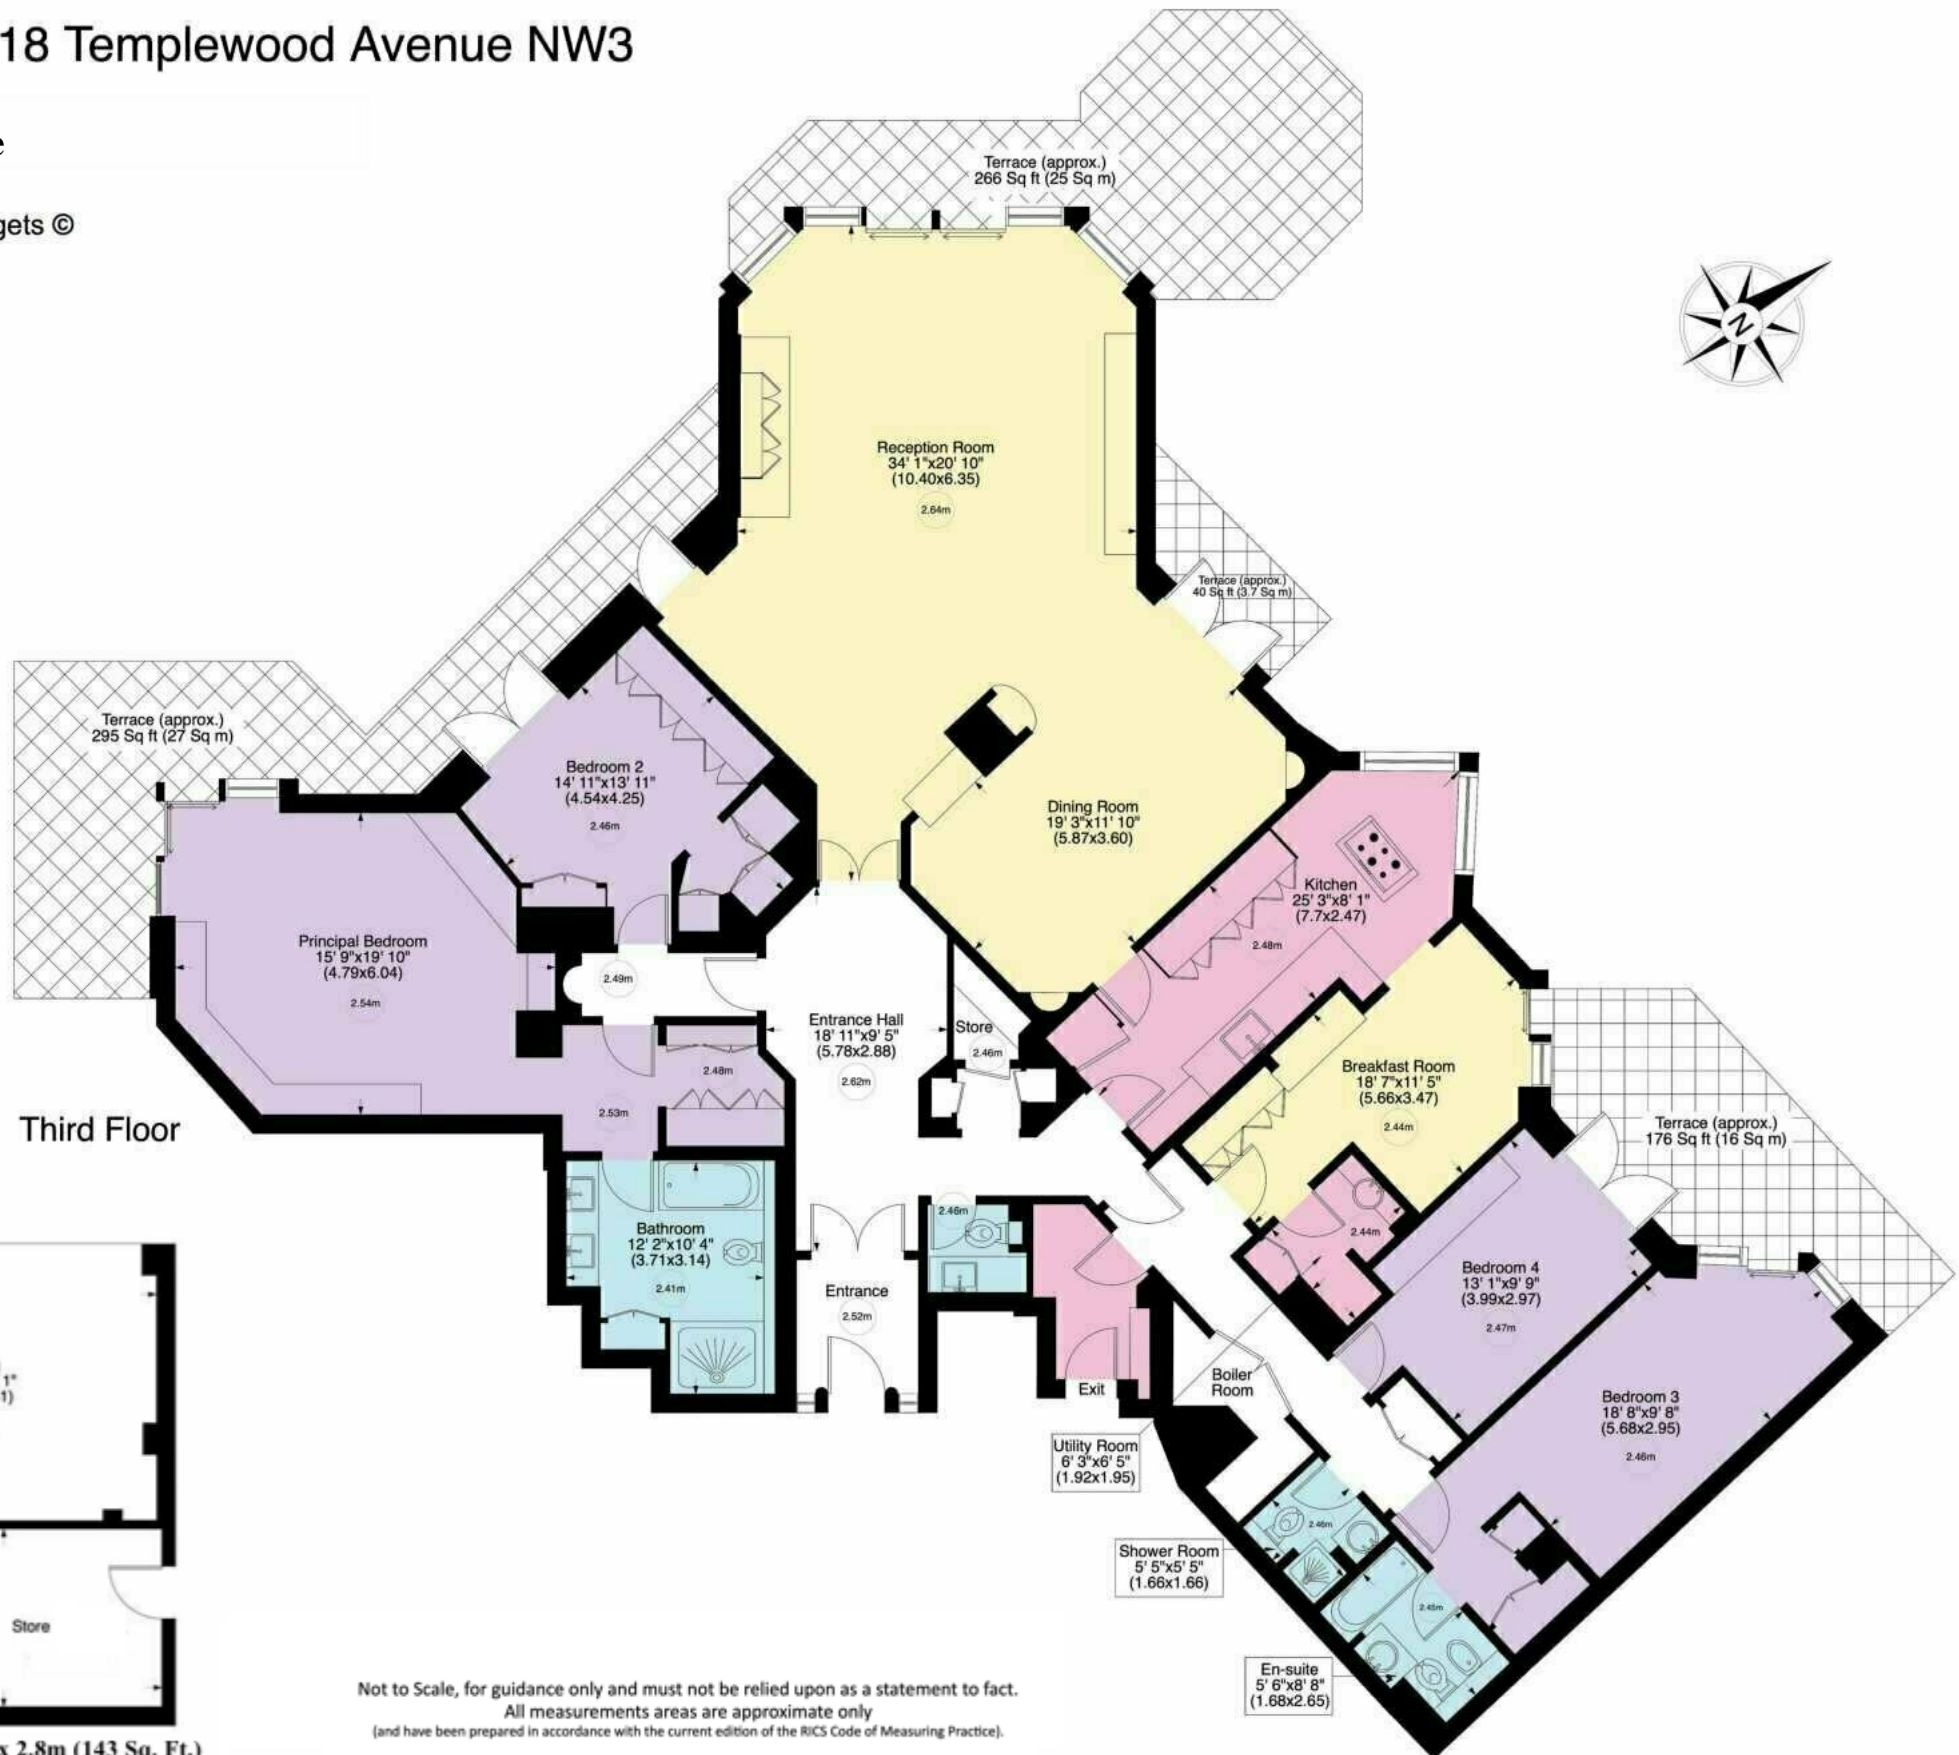 18 Templewood Avenue NW3
e
gets ©
Terrace (approx.)
266 Sq ft (25 Sq m)
N
Reception Room
34' 1"x20' 10"
(10.40x6.35)
2.64m
Terrace (approx.)
40 Sq ft (3.7 Sq m)
Terrace (approx.)
295 Sq ft (27 Sq m)
Bedroom 2
14' 11"x13' 11"
(4.54x4.25)
2.46m
Dining Room
19' 3"x11' 10"
(5.87x3.60)
Kitchen
25' 3"x8' 1"
(7.7x2.47)
2.48m
Principal Bedroom
15' 9"x19' 10"
(4.79x6.04)
2.54m
2.49m
Entrance Hall
18' 11"x9' 5"
(5.78x2.88)
2.62m
Store
2.46m
Breakfast Room
18' 7"x11' 5"
(5.66x3.47)
2.44m
2.48m
2.53m
Third Floor
Terrace (approx.)
176 Sq ft (16 Sq m)
Bathroom
12' 2"x10' 4"
(3.71x3.14)
2.41m
2.46m
2.44m
Entrance
2.52m
Bedroom 4
13' 1"x9' 9"
(3.99x2.97)
2.47m
Exit
Boiler
Room
1"
1)
Bedroom 3
18' 8"x9' 8"
(5.68x2.95)
2.46m
Utility Room
6' 3"x6' 5"
(1.92x1.95)
2.46m
Shower Room
5' 5"x5' 5"
(1.66x1.66)
2.45m
Store
En-suite
5' 6"x8' 8"
(1.68x2.65)
Not to Scale, for guidance only and must not be relied upon as a statement to fact.
All measurements areas are approximate only
(and have been prepared in accordance with the current edition of the RICS Code of Measuring Practice).
x 2.8m (143 Sq. Ft.)